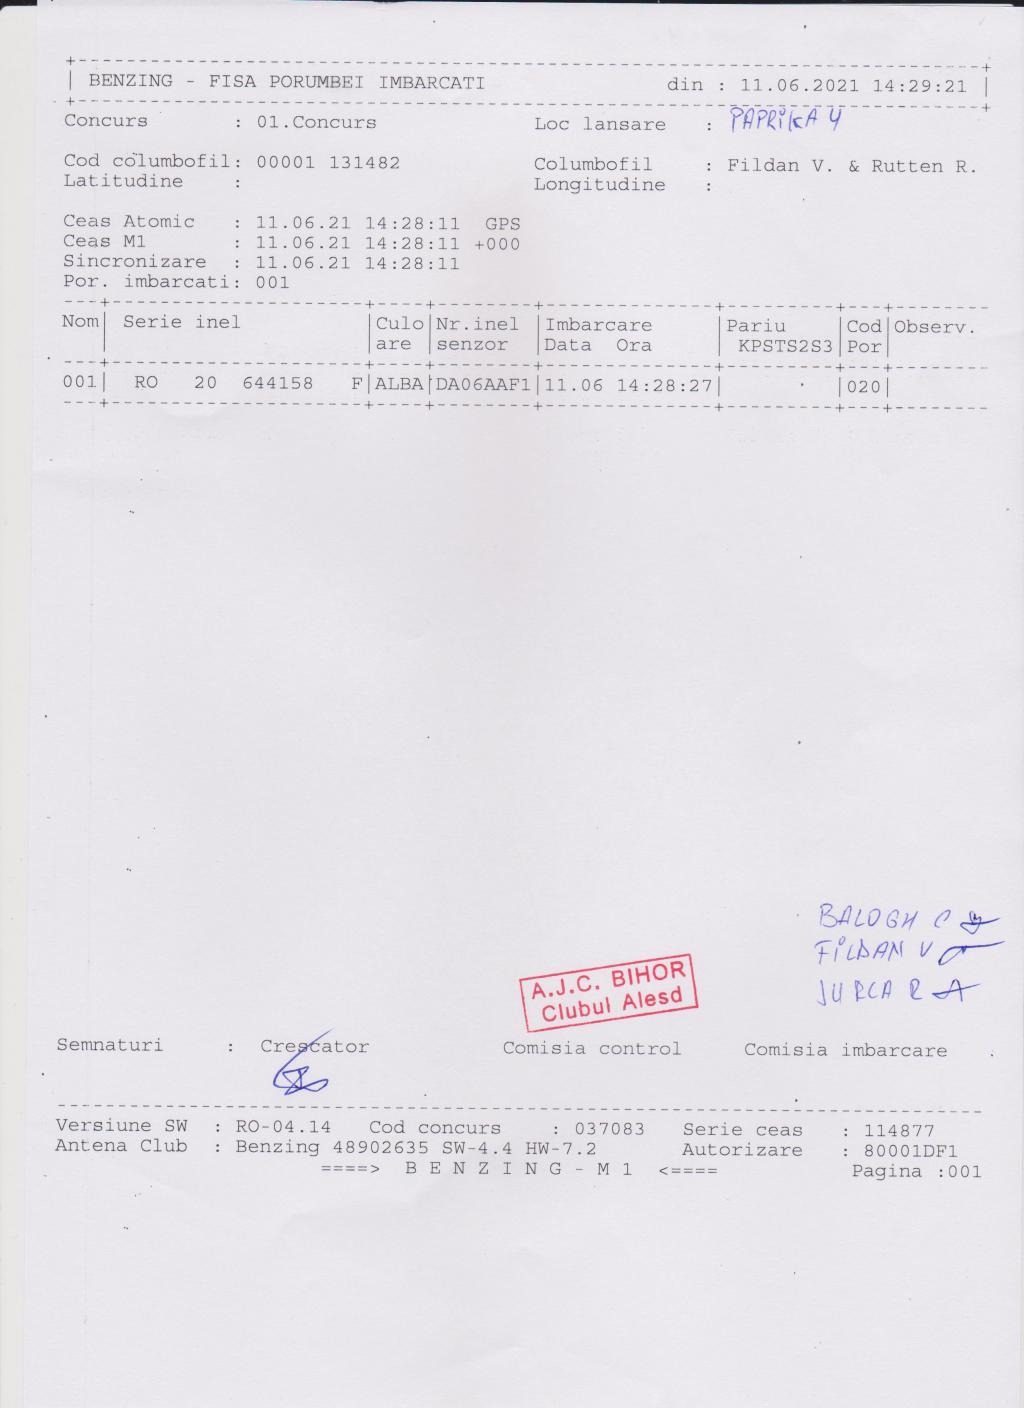 BENZING - FISA PORUMBEI IMBARCATI din : 11.06.2021 14:29:21
Concurs : 01.Concurs Loc lansare : PAPRIKA 4
Cod columbofil: 00001 131482 Columbofil : Fildan V. & Rutten R.
Latitudine : Longitudine :
Ceas Atomic : 11.06.21 14:28:11 GPS
Ceas M1 : 11.06.21 14:28:11 +000
Sincronizare : 11.06.21 14:28:11
Por. imbarcati: 001
Nom| Serie inel |Culo|Nr.inel |Imbarcare |Pariu |Cod|Observ.
| |are |senzor |Data Ora | KPSTS2S3|Por|
001| RO 20 644158 F|ALBA|DA06AAF1|11.06 14:28:27| |020|
BALOGH C
FILDAN V
JURCA R
A.J.C. BIHOR
Clubul Alesd
Semnaturi : Crescator Comisia control Comisia imbarcare
Versiune SW : RO-04.14 Cod concurs : 037083 Serie ceas : 114877
Antena Club : Benzing 48902635 SW-4.4 HW-7.2 Autorizare : 80001DF1
====> B E N Z I N G - M 1 <==== Pagina :001